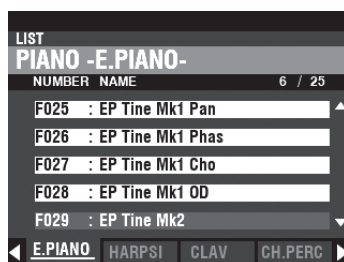 LIST
PIANO -E.PIANO-
NUMBER NAME 6 / 25
F025 : EP Tine Mk1 Pan
F026 : EP Tine Mk1 Phas
F027 : EP Tine Mk1 Cho
F028 : EP Tine Mk1 OD
F029 : EP Tine Mk2
E.PIANO HARPSI CLAV CH.PERC